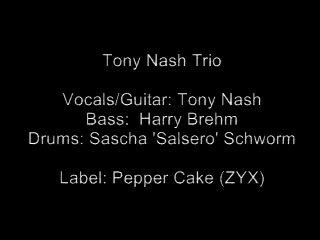 Tony Nash Trio
Vocals/Guitar: Tony Nash
Bass:  Harry Brehm
Drums: Sascha 'Salsero' Schworm
Label: Pepper Cake (ZYX)